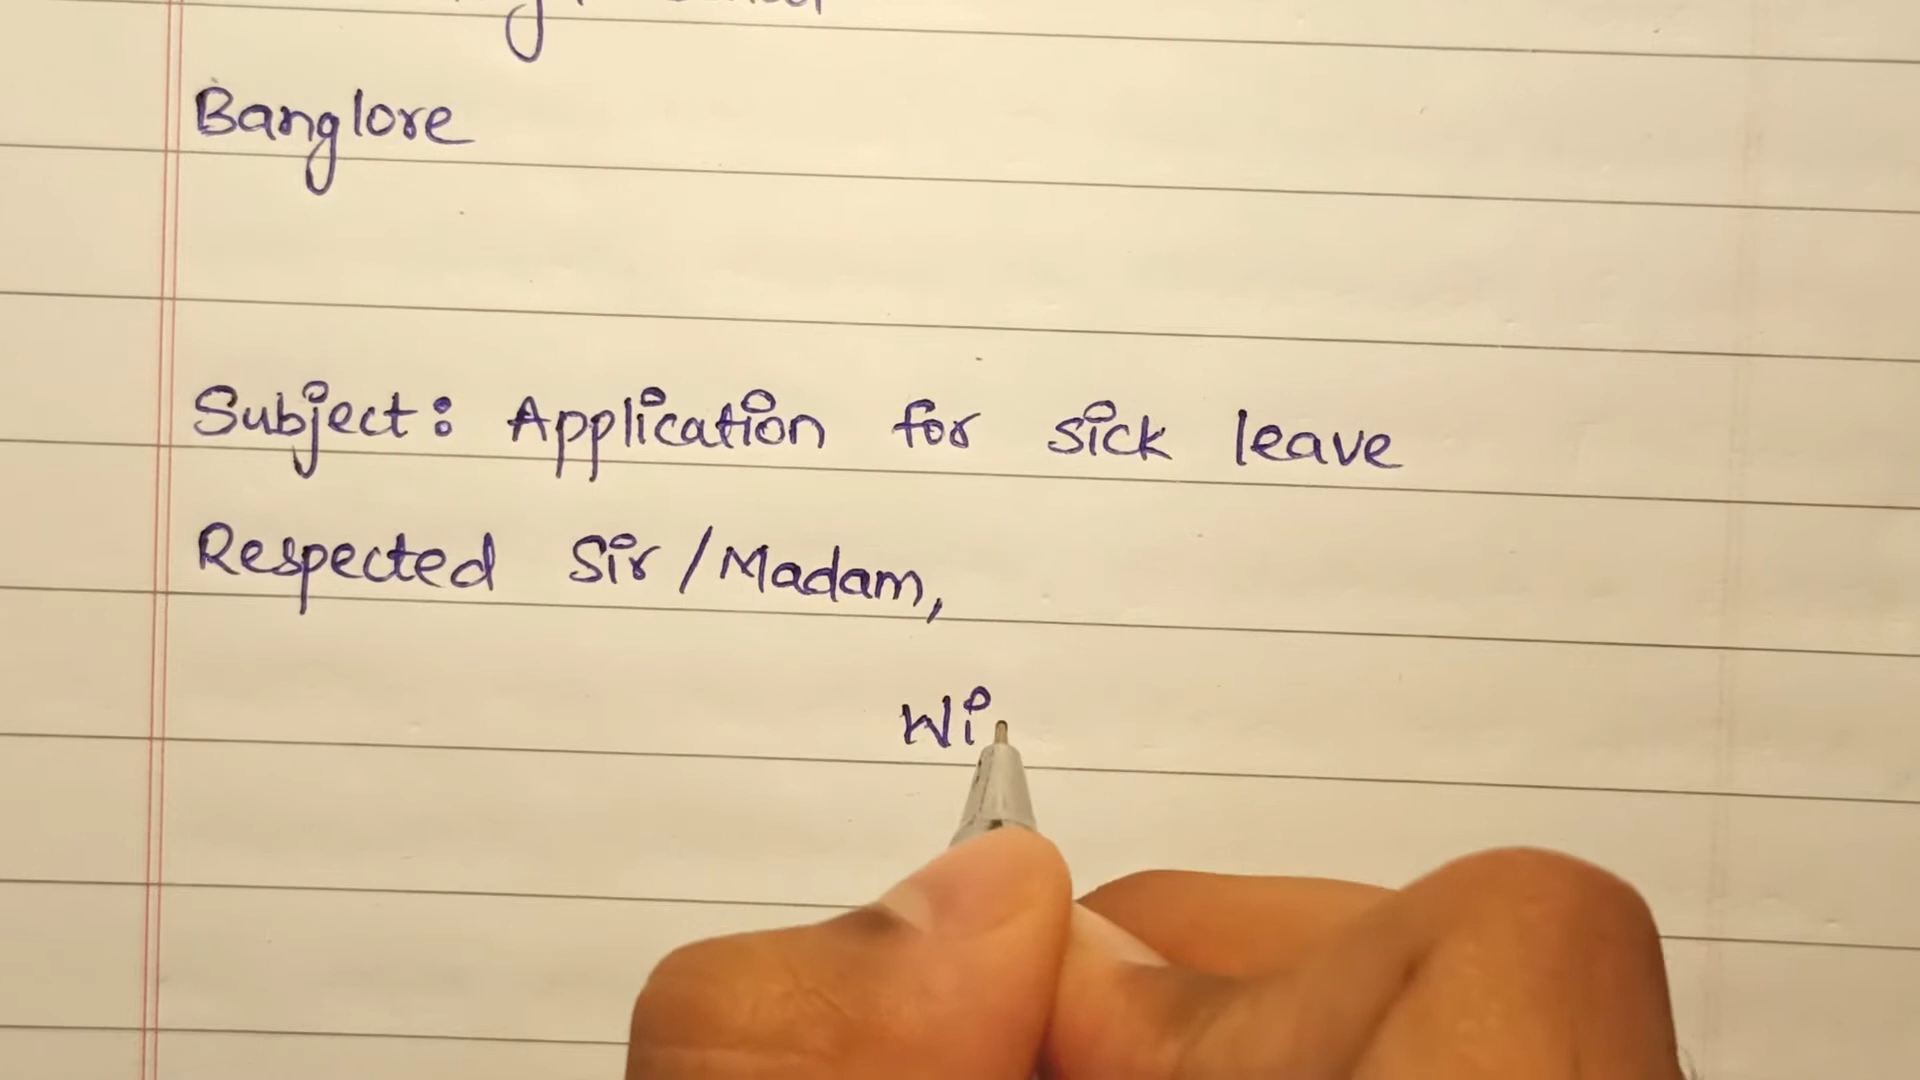 Banglore
Subject: Application for sick leave
Respected Sir/Madam,
Wi